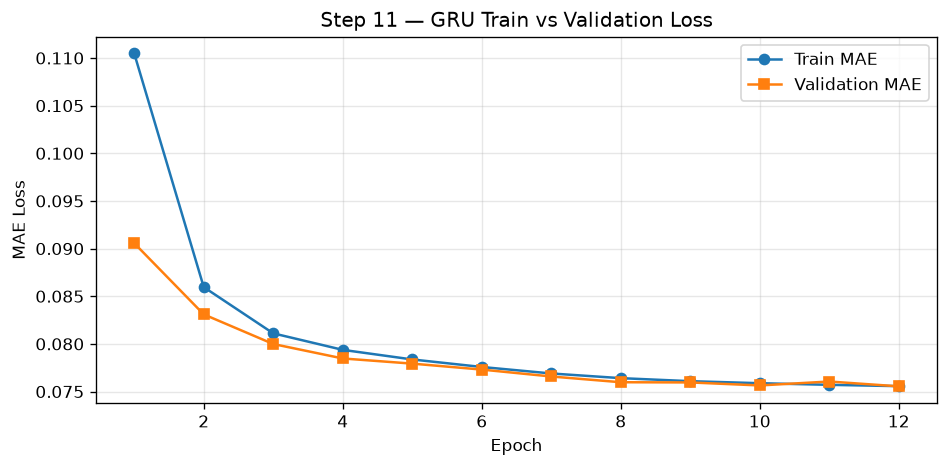 Step 11 — GRU Train vs Validation Loss
Train MAE
Validation MAE
MAE Loss
0.110
0.105
0.100
0.095
0.090
0.085
0.080
0.075
2 4 6 8 10 12
Epoch